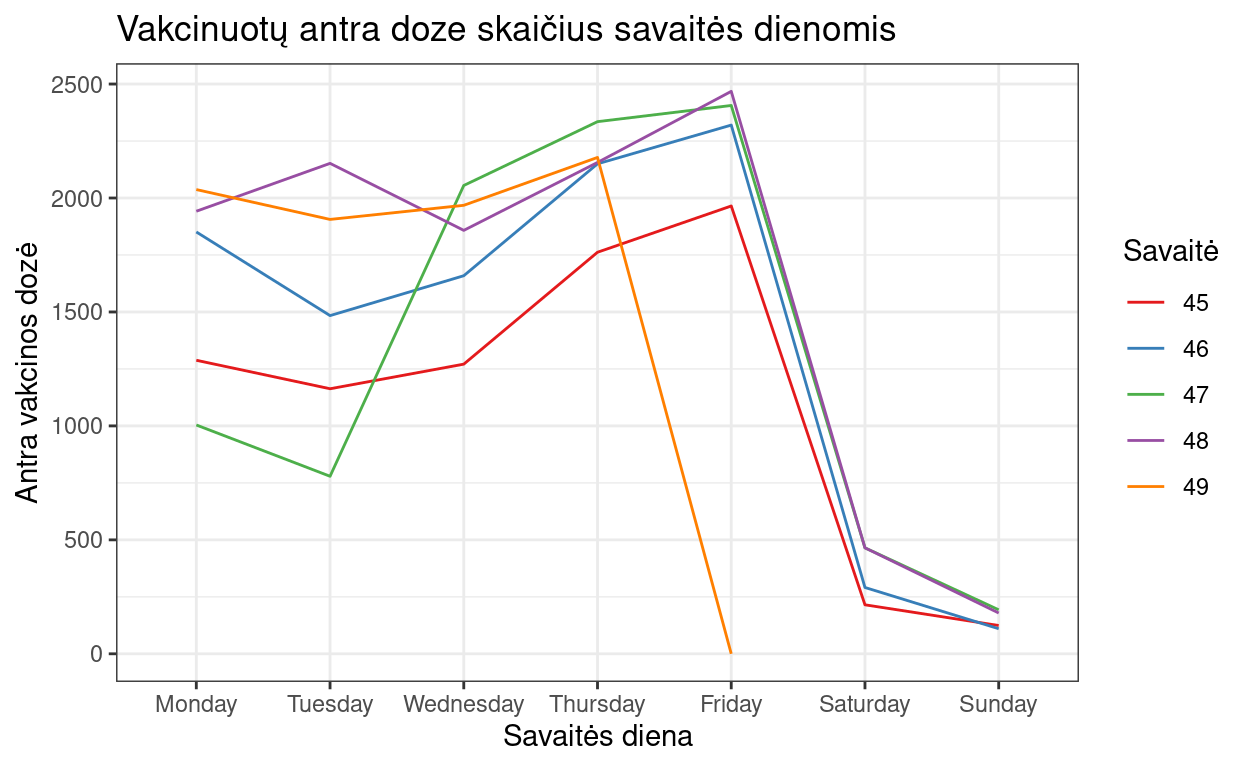 Vakcinuotų antra doze skaičius savaitės dienomis
2500
2000
1500
1000
500
0
Antra vakcinos dozė
Monday Tuesday Wednesday Thursday Friday Saturday Sunday
Savaitės diena
Savaitė
45
46
47
48
49